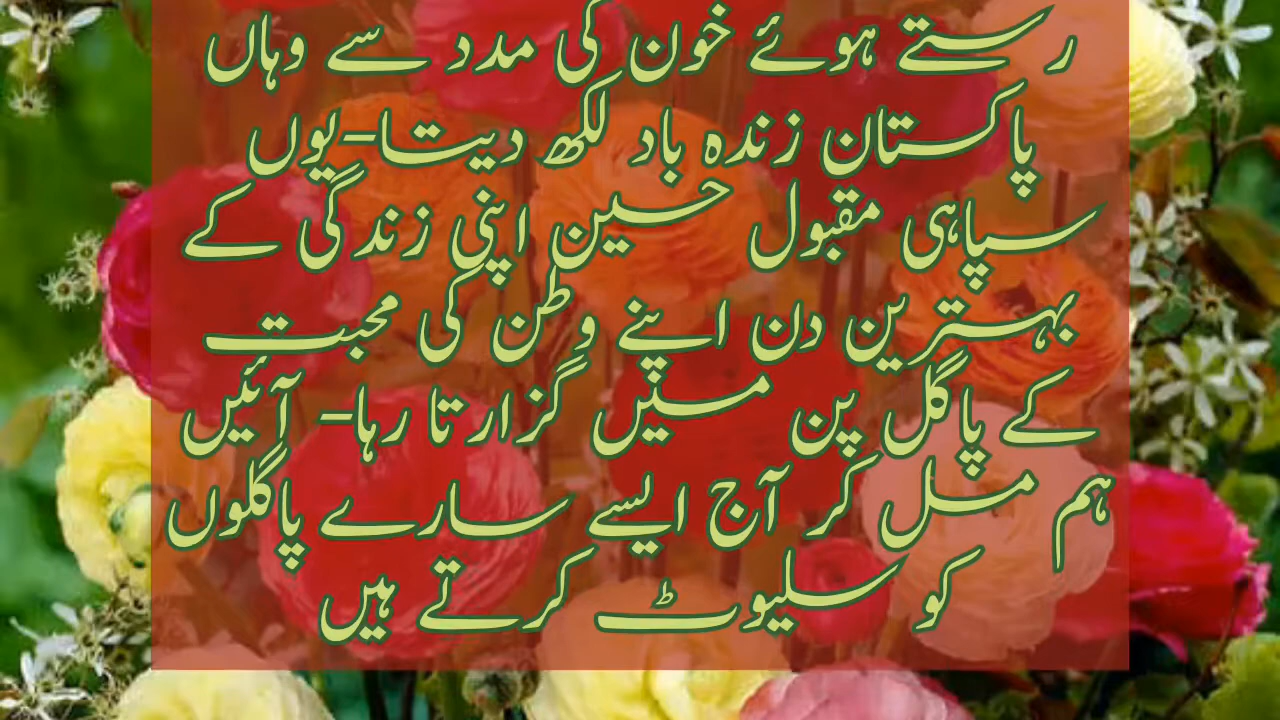 رستے ہوئے خون کی مدد سے وہاں
پاکستان زندہ باد لکھ دیتا-یوں
سپاہی مقبول حسین اپنی زندگی کے
بہترین دن اپنے وطن کی محبت
کے پاگل پن میں گزارتا رہا- آئیں
ہم مل کر آج ایسے سارے پاگلوں
کو سلیوٹ کرتے ہیں